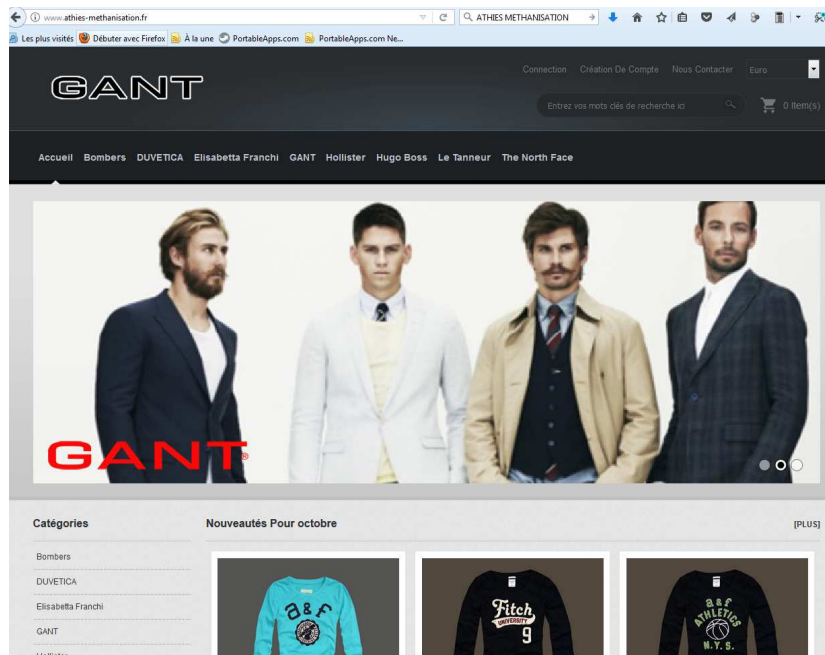 www.athies-methanisation.fr
ATHIES METHANISATION
Les plus visités Débuter avec Firefox À la une PortableApps.com PortableApps.com Ne...
Connection Création De Compte Nous Contacter Euro
GANT
Entrez vos mots clés de recherche ici 0 Item(s)
Accueil Bombers DUVETICA Elisabetta Franchi GANT Hollister Hugo Boss Le Tanneur The North Face
GANT®
Catégories
Nouveautés Pour octobre [PLUS]
Bombers
DUVETICA
Elisabetta Franchi
GANT
Hollister
a&f
Fitch
UNIVERSITY
9
a&f
ATHLETICS
N.Y.S.